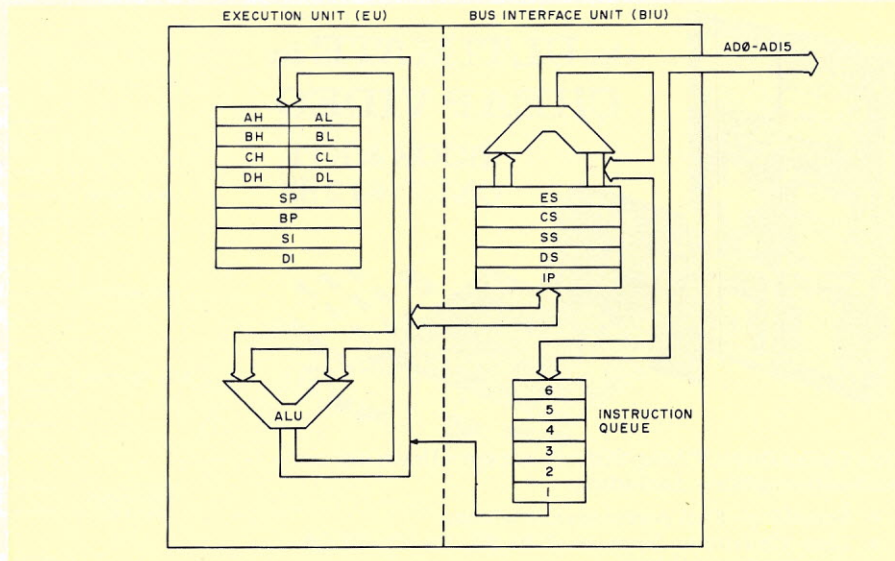 EXECUTION UNIT (EU)
BUS INTERFACE UNIT (BIU)
ADØ-AD15
AH AL
BH BL
CH CL
DH DL
SP
BP
SI
DI
ES
CS
SS
DS
IP
ALU
6
5
4
3
2
1
INSTRUCTION
QUEUE